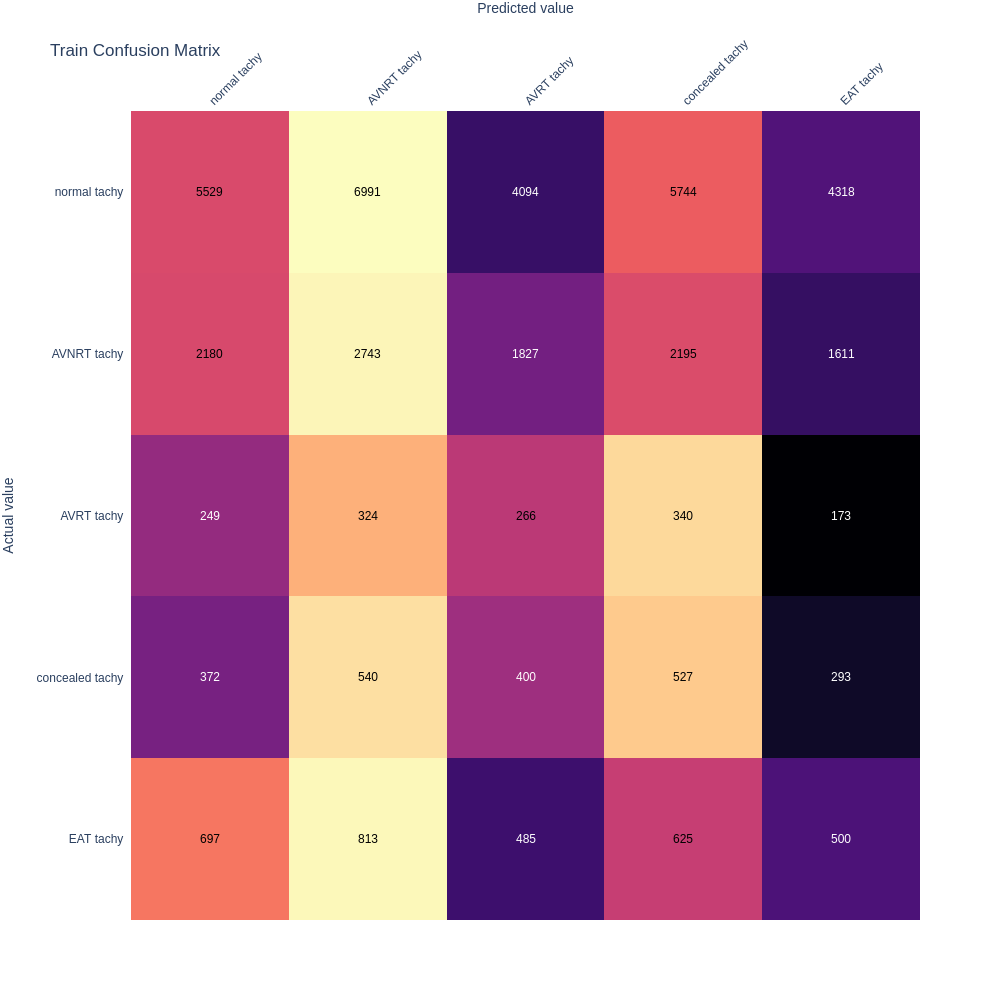 Predicted value
Train Confusion Matrix
normal tachy AVNRT tachy AVRT tachy concealed tachy EAT tachy
normal tachy 5529 6991 4094 5744 4318
AVNRT tachy 2180 2743 1827 2195 1611
Actual value
AVRT tachy 249 324 266 340 173
concealed tachy 372 540 400 527 293
EAT tachy 697 813 485 625 500